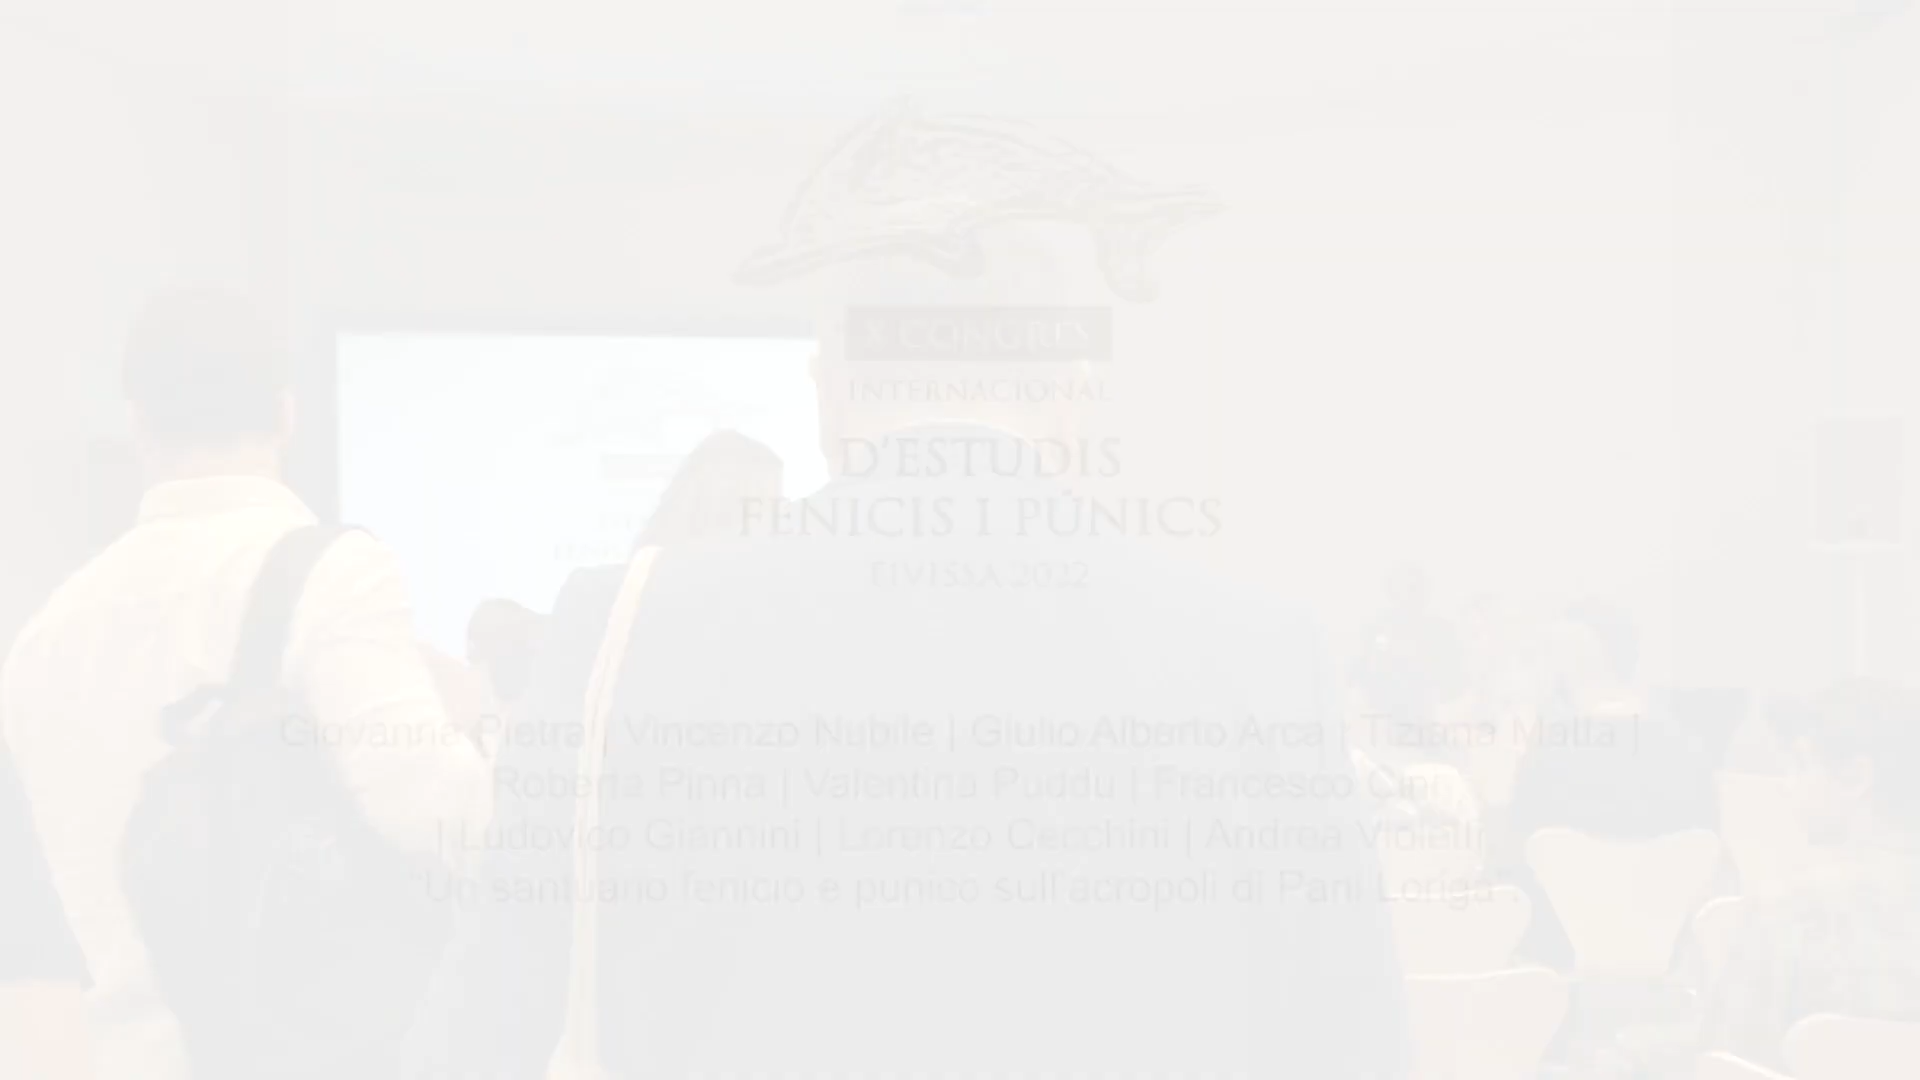 X CONGRÉS
INTERNACIONAL
D'ESTUDIS
FENICIS I PÚNICS
EIVISSA 2022
Giovanna Pietra | Vincenzo Nubile | Giulio Alberto Arca | Tiziana Matta |
Roberta Pinna | Valentina Puddu | Francesco Cini
| Ludovico Giannini | Lorenzo Cecchini | Andrea Violetti
"Un santuario fenicio e punico sull'acropoli di Pani Loriga".